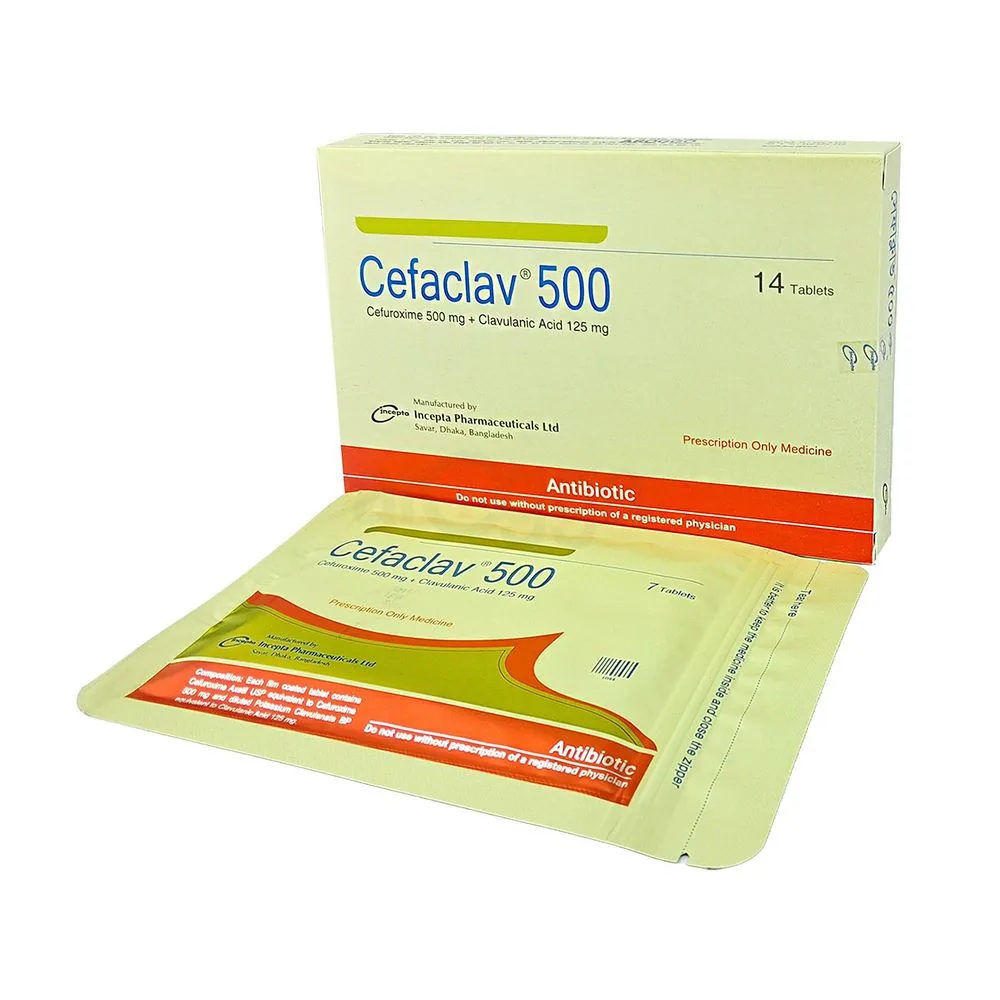 Cefaclav® 500
14 Tablets
Cefuroxime 500 mg + Clavulanic Acid 125 mg
Manufactured by
Incepta
Incepta Pharmaceuticals Ltd
Savar, Dhaka, Bangladesh
Prescription Only Medicine
Antibiotic
Do not use without prescription of a registered physician
Cefaclav® 500
7 Tablets
Cefuroxime 500 mg + Clavulanic Acid 125 mg
Prescription Only Medicine
Manufactured by
Incepta
Incepta Pharmaceuticals Ltd
Savar, Dhaka, Bangladesh
Composition: Each film coated tablet contains
Cefuroxime Axetil USP equivalent to Cefuroxime
500 mg and diluted Potassium Clavulanate BP
equivalent to Clavulanic Acid 125 mg.
Antibiotic
Do not use without prescription of a registered physician
Tear here
It is better to keep the medicine inside and close the zipper